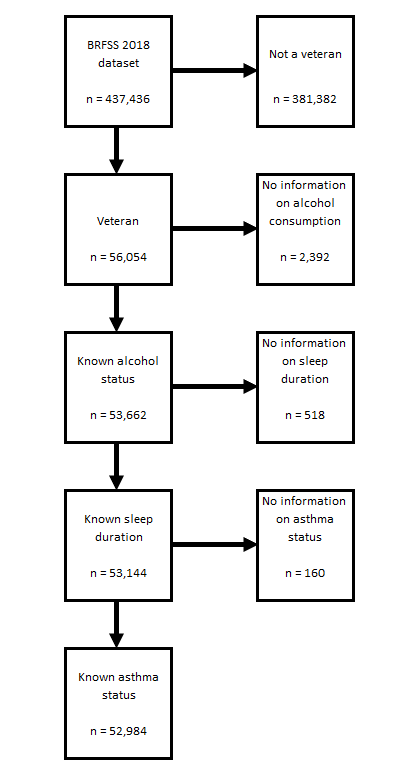 BRFSS 2018
dataset
n = 437,436
Not a veteran
n = 381,382
Veteran
n = 56,054
No information
on alcohol
consumption
n = 2,392
Known alcohol
status
n = 53,662
No information
on sleep
duration
n = 518
Known sleep
duration
n = 53,144
No information
on asthma
status
n = 160
Known asthma
status
n = 52,984